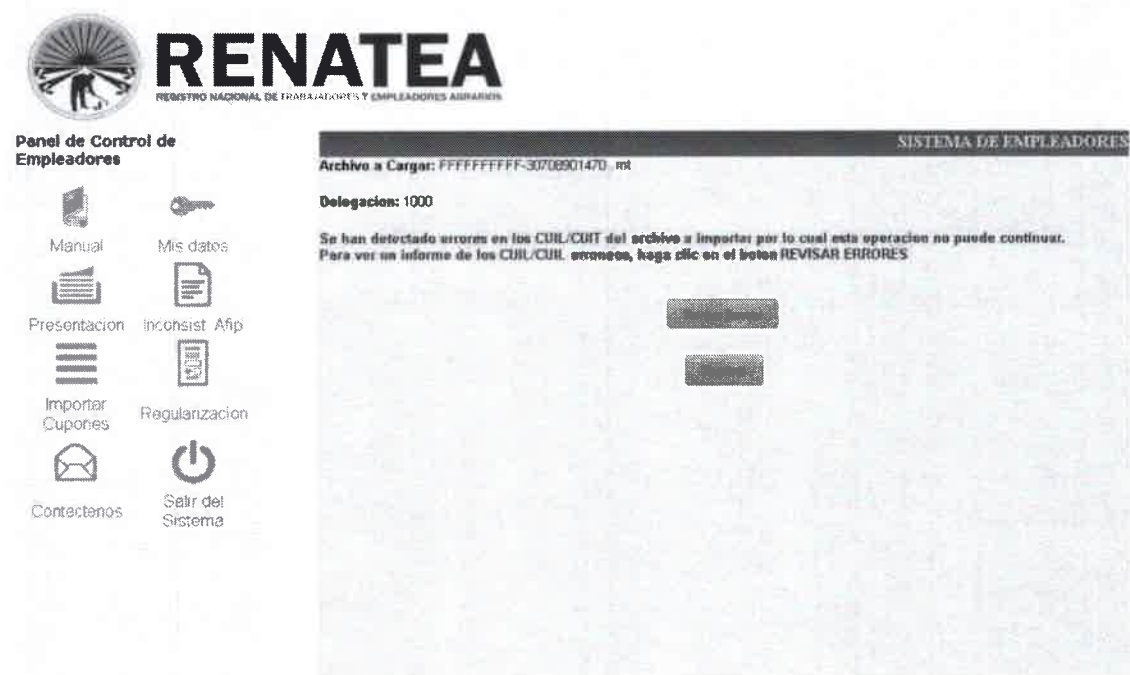 RENATEA
REGISTRO NACIONAL DE TRABAJADORES Y EMPLEADORES AGRARIOS
Panel de Control de
Empleadores
Manual
Mis datos
Presentacion
Inconsist. Afip
Importar
Cupones
Regularizacion
Contactenos
Salir del
Sistema
SISTEMA DE EMPLEADORES
Archivo a Cargar: FFFFFFFFFF-30708901470 .mt
Delegacion: 1000
Se han detectado errores en los CUIL/CUIT del archivo a importar por lo cual esta operacion no puede continuar.
Para ver un informe de los CUIL/CUIL erroneos, haga clic en el boton REVISAR ERRORES